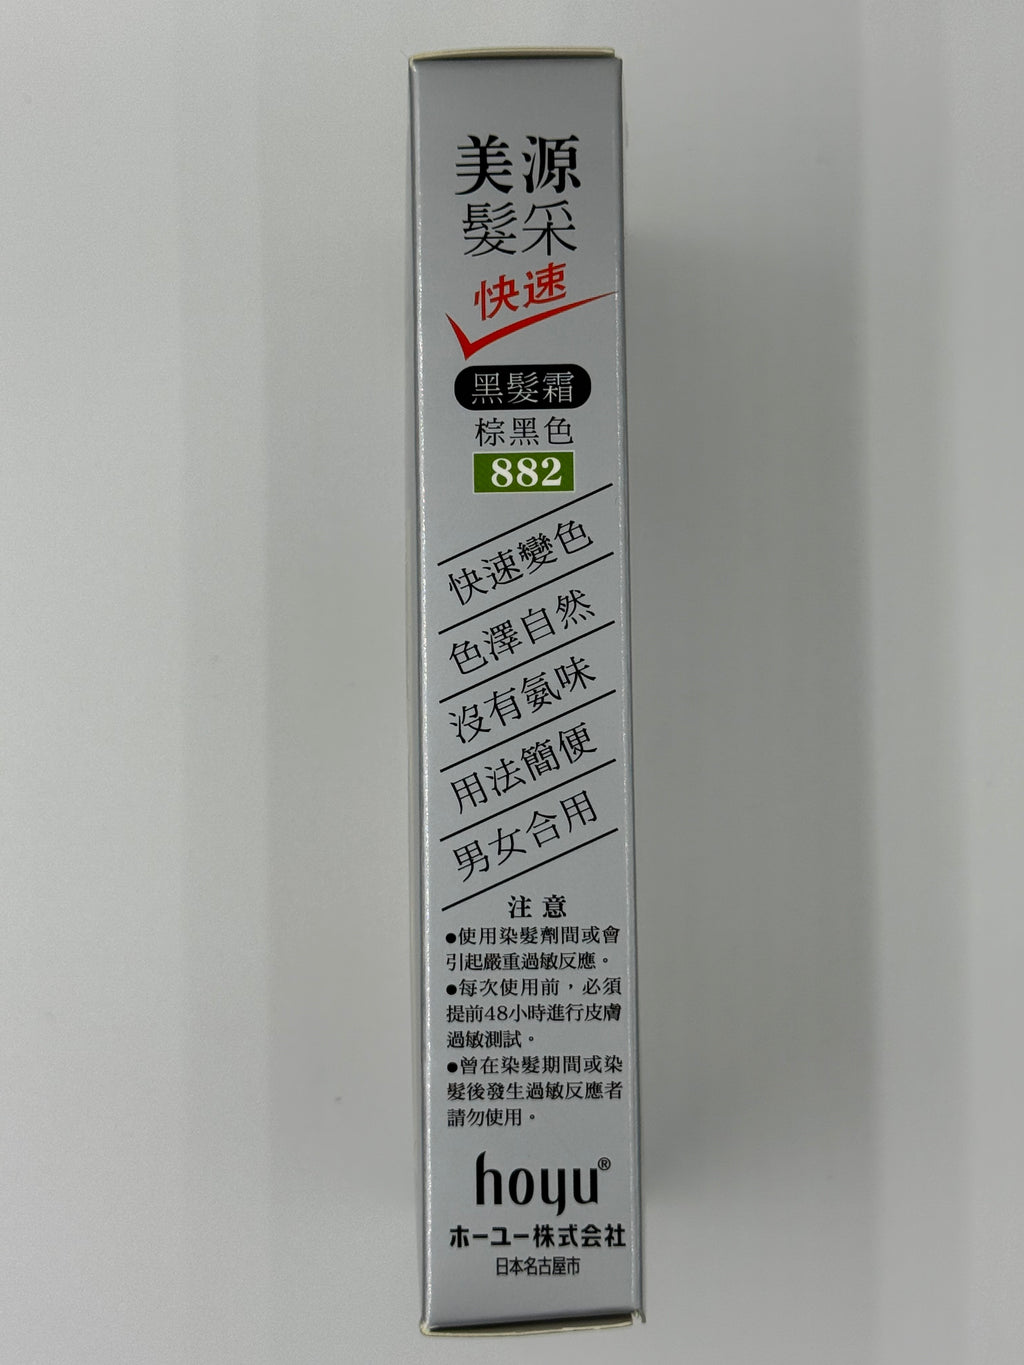 美源
髮采
快速
黑髮霜
棕黑色
882
快速變色
色澤自然
沒有氨味
用法簡便
男女合用
注意
●使用染髮劑間或會
引起嚴重過敏反應。
●每次使用前，必須
提前48小時進行皮膚
過敏測試。
●曾在染髮期間或染
髮後發生過敏反應者
請勿使用。
hoyu®
ホーユー株式会社
日本名古屋市